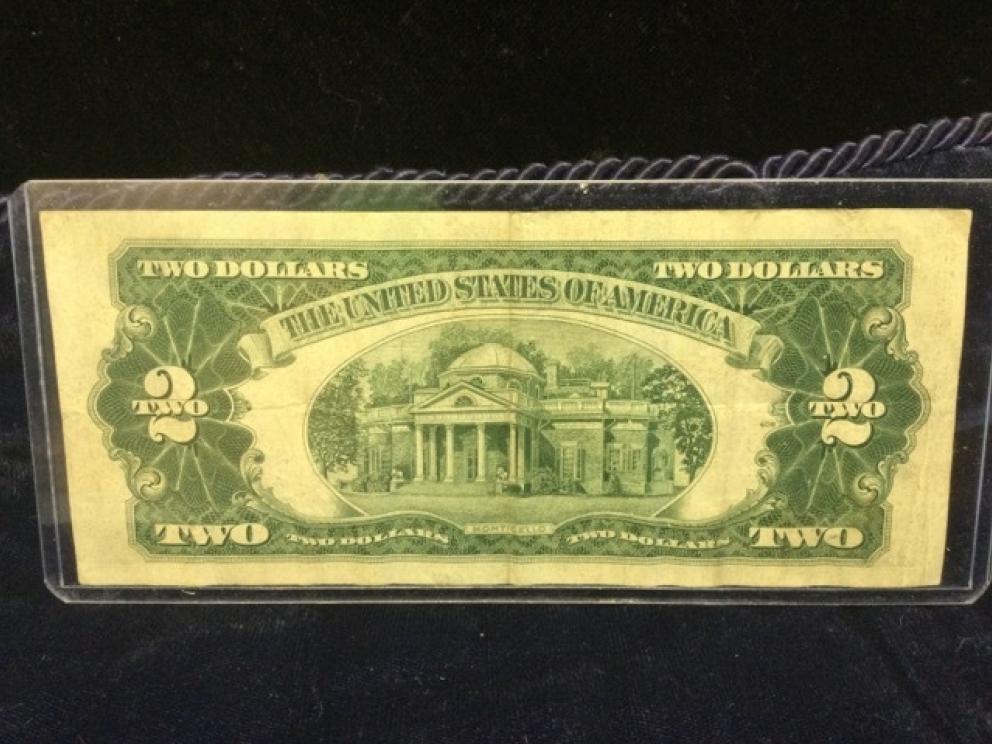 TWO DOLLARS TWO DOLLARS
THE UNITED STATES OF AMERICA
2 2
TWO TWO
MONTICELLO
TWO TWO DOLLARS TWO DOLLARS TWO